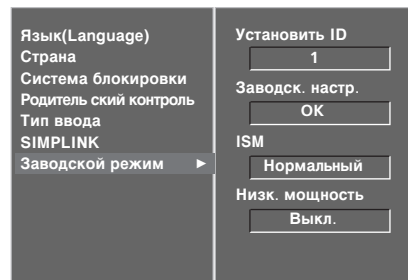 Язык(Language)
Страна
Система блокировки
Родитель ский контроль
Тип ввода
SIMPLINK
Заводской режим ►
Установить ID
1
Заводск. настр.
ОК
ISM
Нормальный
Низк. мощность
Выкл.